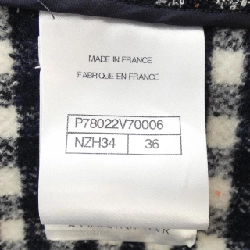 MADE IN FRANCE
FABRIQUE EN FRANCE
P78022V70006
NZH34 36